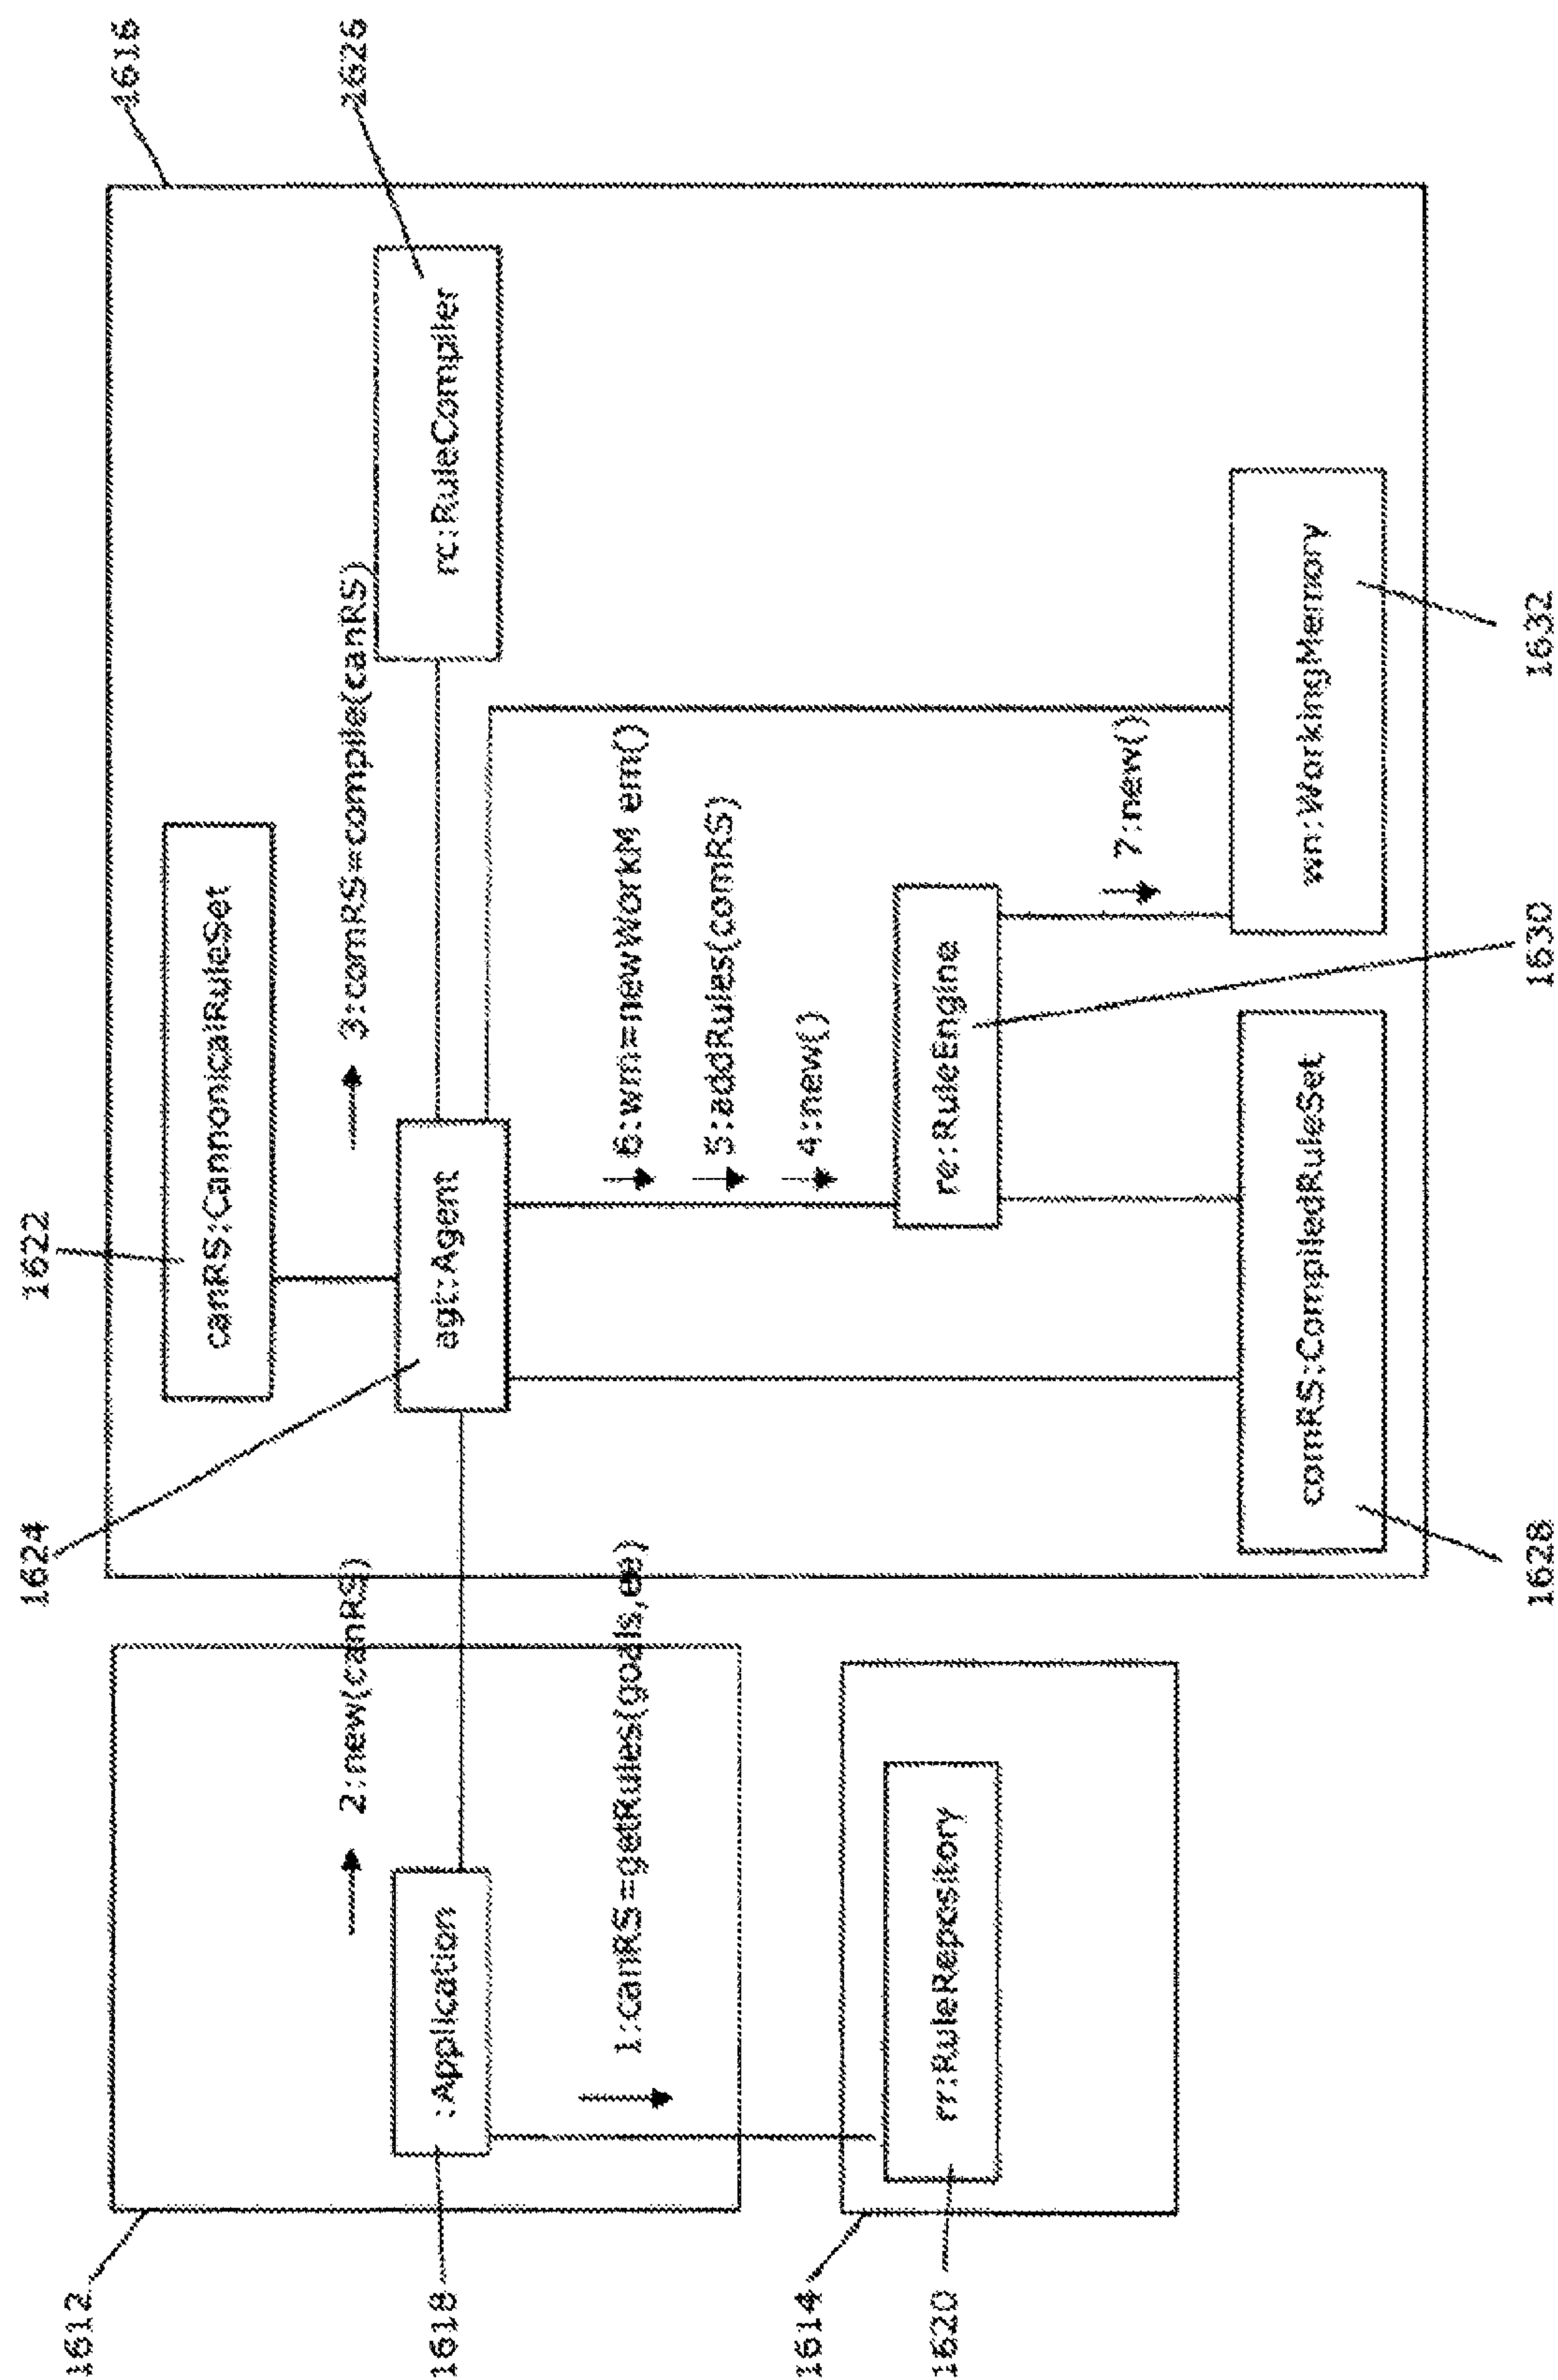 1616
1626
1622
canRS:CannonicalRuleSet
3:comRS=compile(canRS)
rc:RuleCompiler
1624
agt:Agent
2:new(canRS)
:Application
1612
1618
6:wm=newWorkM em()
5:addRules(comRS)
4:new()
1:canRS=getRules(goals,ee)
re:RuleEngine
7:new()
rr:RuleRepository
1614
1620
comRS:CompiledRuleSet
wn:WorkingMemory
1628
1630
1632